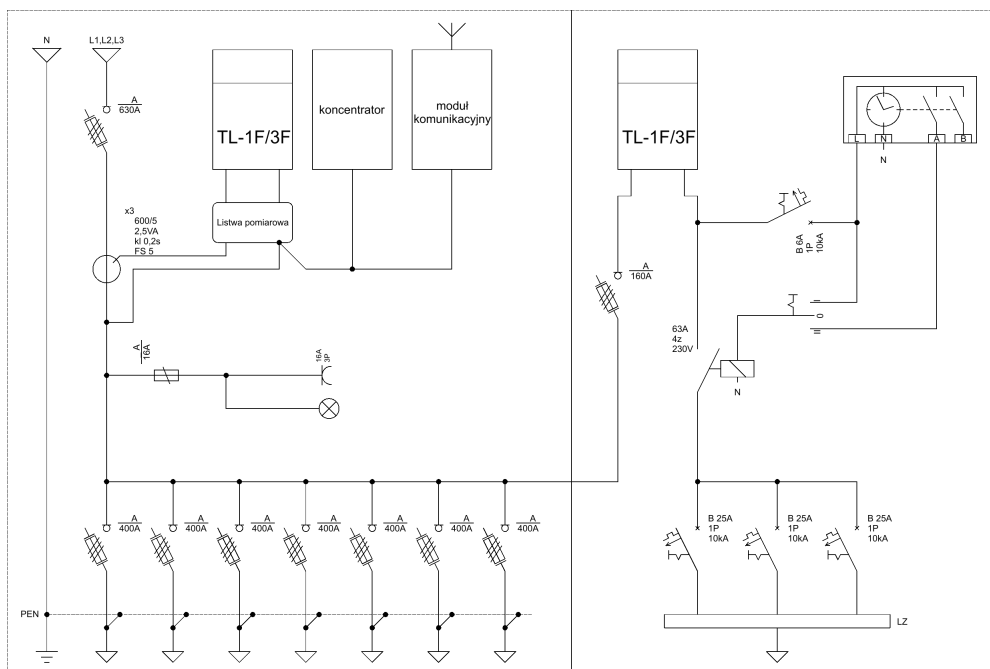 N
L1,L2,L3
A
630A
TL-1F/3F
koncentrator
moduł
komunikacyjny
Listwa pomiarowa
x3
600/5
2,5VA
kl 0,2s
FS 5
A
16A
16A
3P
A
400A
A
400A
A
400A
A
400A
A
400A
A
400A
A
400A
PEN
TL-1F/3F
A
160A
L
N
A
B
N
B 6A
1P
10kA
I
0
II
63A
4z
230V
N
B 25A
1P
10kA
B 25A
1P
10kA
B 25A
1P
10kA
LZ